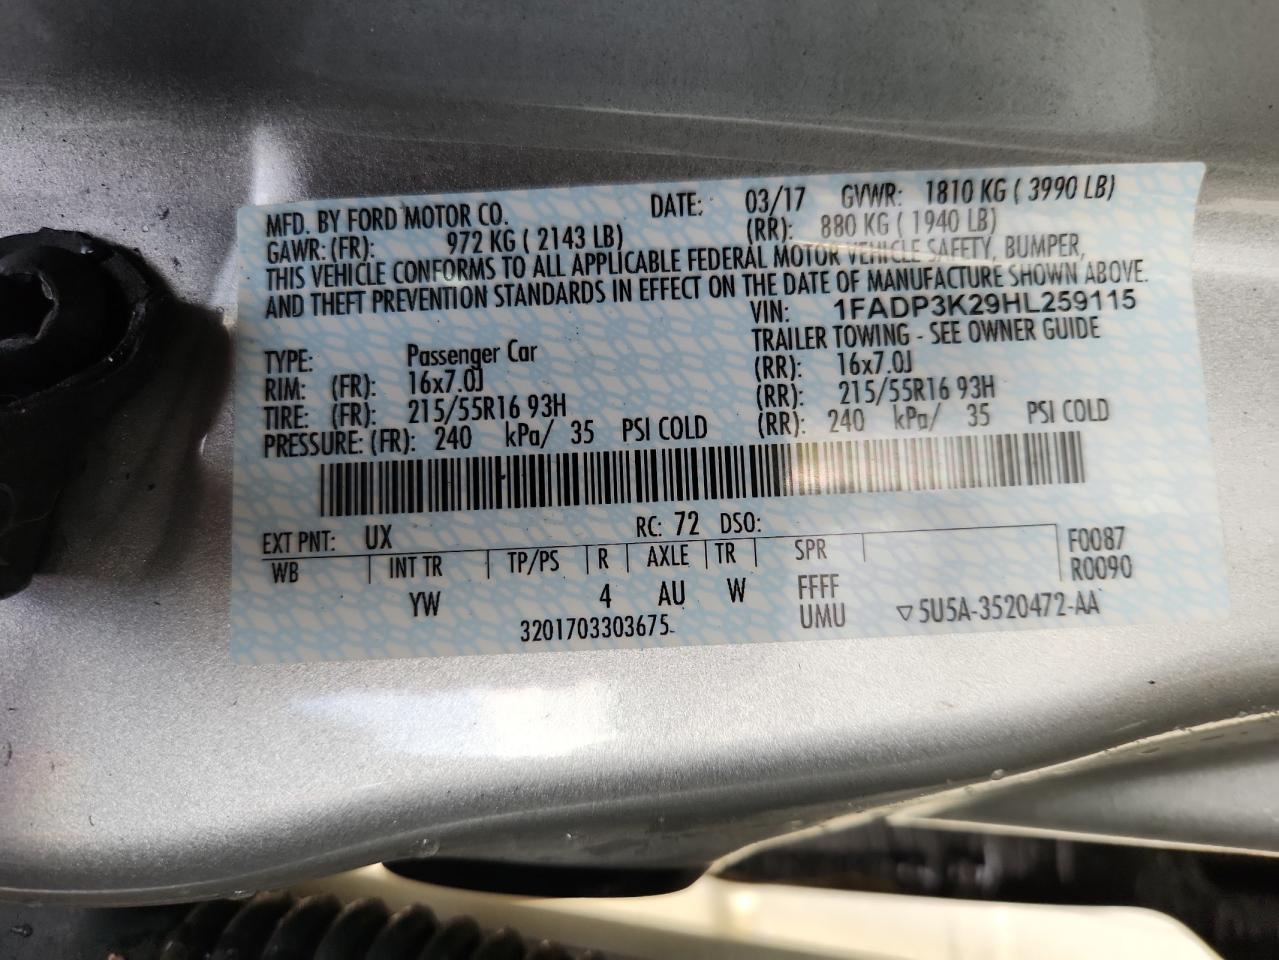 MFD. BY FORD MOTOR CO. DATE: 03/17 GVWR: 1810 KG ( 3990 LB)
GAWR: (FR): 972 KG ( 2143 LB) (RR): 880 KG ( 1940 LB)
THIS VEHICLE CONFORMS TO ALL APPLICABLE FEDERAL MOTOR VEHICLE SAFETY, BUMPER,
AND THEFT PREVENTION STANDARDS IN EFFECT ON THE DATE OF MANUFACTURE SHOWN ABOVE.
VIN: 1FADP3K29HL259115
TRAILER TOWING - SEE OWNER GUIDE
TYPE: Passenger Car
RIM: (FR): 16x7.0J (RR): 16x7.0J
TIRE: (FR): 215/55R16 93H (RR): 215/55R16 93H
PRESSURE: (FR): 240 kPa/ 35 PSI COLD (RR): 240 kPa/ 35 PSI COLD
EXT PNT: UX RC: 72 DSO:
WB INT TR TP/PS R AXLE TR SPR F0087
R0090
YW 4 AU W FFFF
UMU
3201703303675 ▽5U5A-3520472-AA